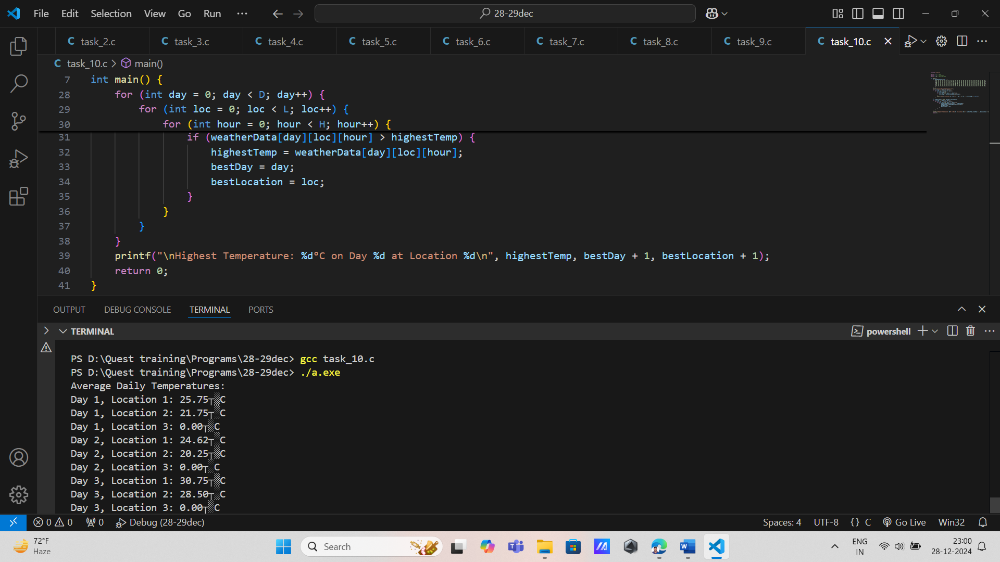 File Edit Selection View Go Run ··· 28-29dec
C task_2.c C task_3.c C task_4.c C task_5.c C task_6.c C task_7.c C task_8.c C task_9.c C task_10.c
C task_10.c > main()
7 int main() {
28 for (int day = 0; day < D; day++) {
29 for (int loc = 0; loc < L; loc++) {
30 for (int hour = 0; hour < H; hour++) {
31 if (weatherData[day][loc][hour] > highestTemp) {
32 highestTemp = weatherData[day][loc][hour];
33 bestDay = day;
34 bestLocation = loc;
35 }
36 }
37 }
38 }
39 printf("\nHighest Temperature: %d°C on Day %d at Location %d\n", highestTemp, bestDay + 1, bestLocation + 1);
40 return 0;
41 }
OUTPUT DEBUG CONSOLE TERMINAL PORTS
TERMINAL powershell
PS D:\Quest training\Programs\28-29dec> gcc task_10.c
PS D:\Quest training\Programs\28-29dec> ./a.exe
Average Daily Temperatures:
Day 1, Location 1: 25.75┬░C
Day 1, Location 2: 21.75┬░C
Day 1, Location 3: 0.00┬░C
Day 2, Location 1: 24.62┬░C
Day 2, Location 2: 20.25┬░C
Day 2, Location 3: 0.00┬░C
Day 3, Location 1: 30.75┬░C
Day 3, Location 2: 28.50┬░C
Day 3, Location 3: 0.00┬░C
0 0 0 Debug (28-29dec) Spaces: 4 UTF-8 {} C Go Live Win32
72°F
Haze
Search
ENG
IN
23:00
28-12-2024